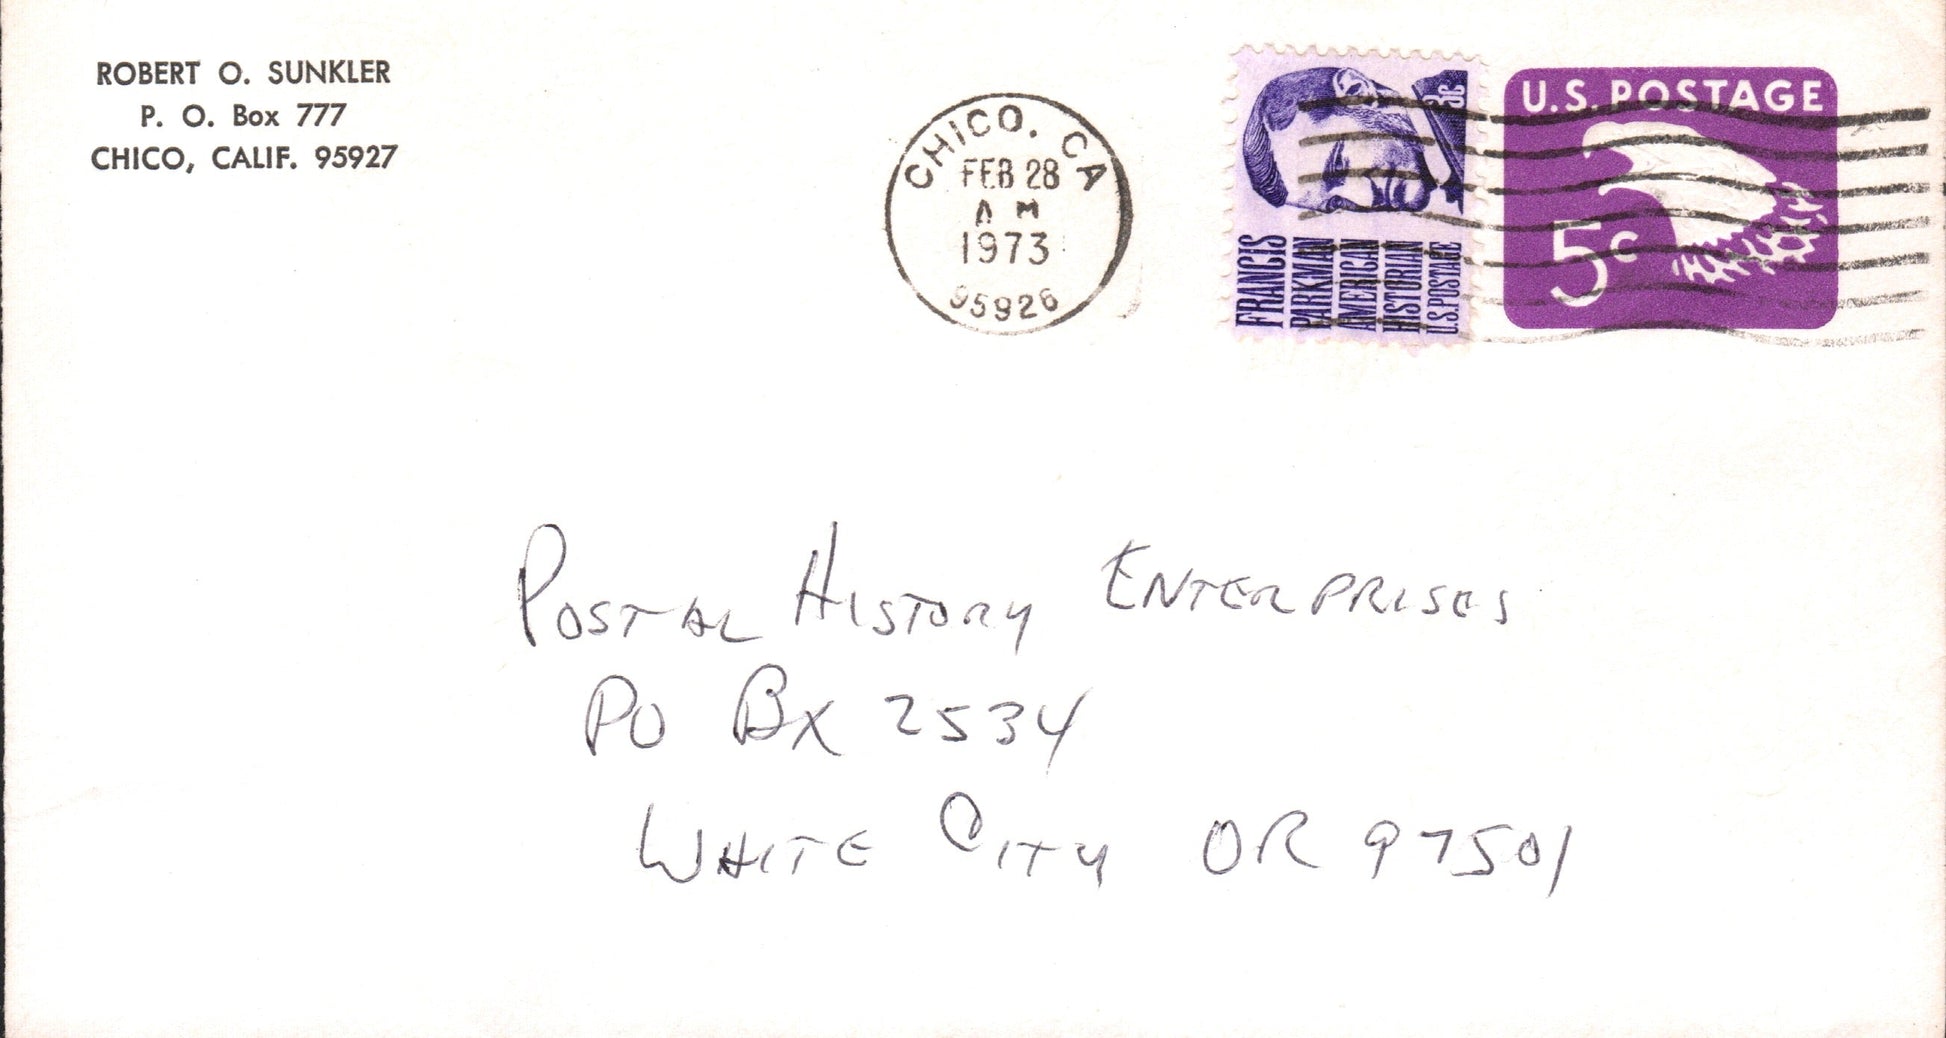 ROBERT O. SUNKLER
P. O. Box 777
CHICO, CALIF. 95927
CHICO, CA
FEB 28
AM
1973
95926
3c
FRANCIS
PARKMAN
AMERICAN
HISTORIAN
U.S. POSTAGE
U.S. POSTAGE
5c
POSTAL HISTORY ENTERPRISES
PO BX 2534
WHITE CITY OR 97501